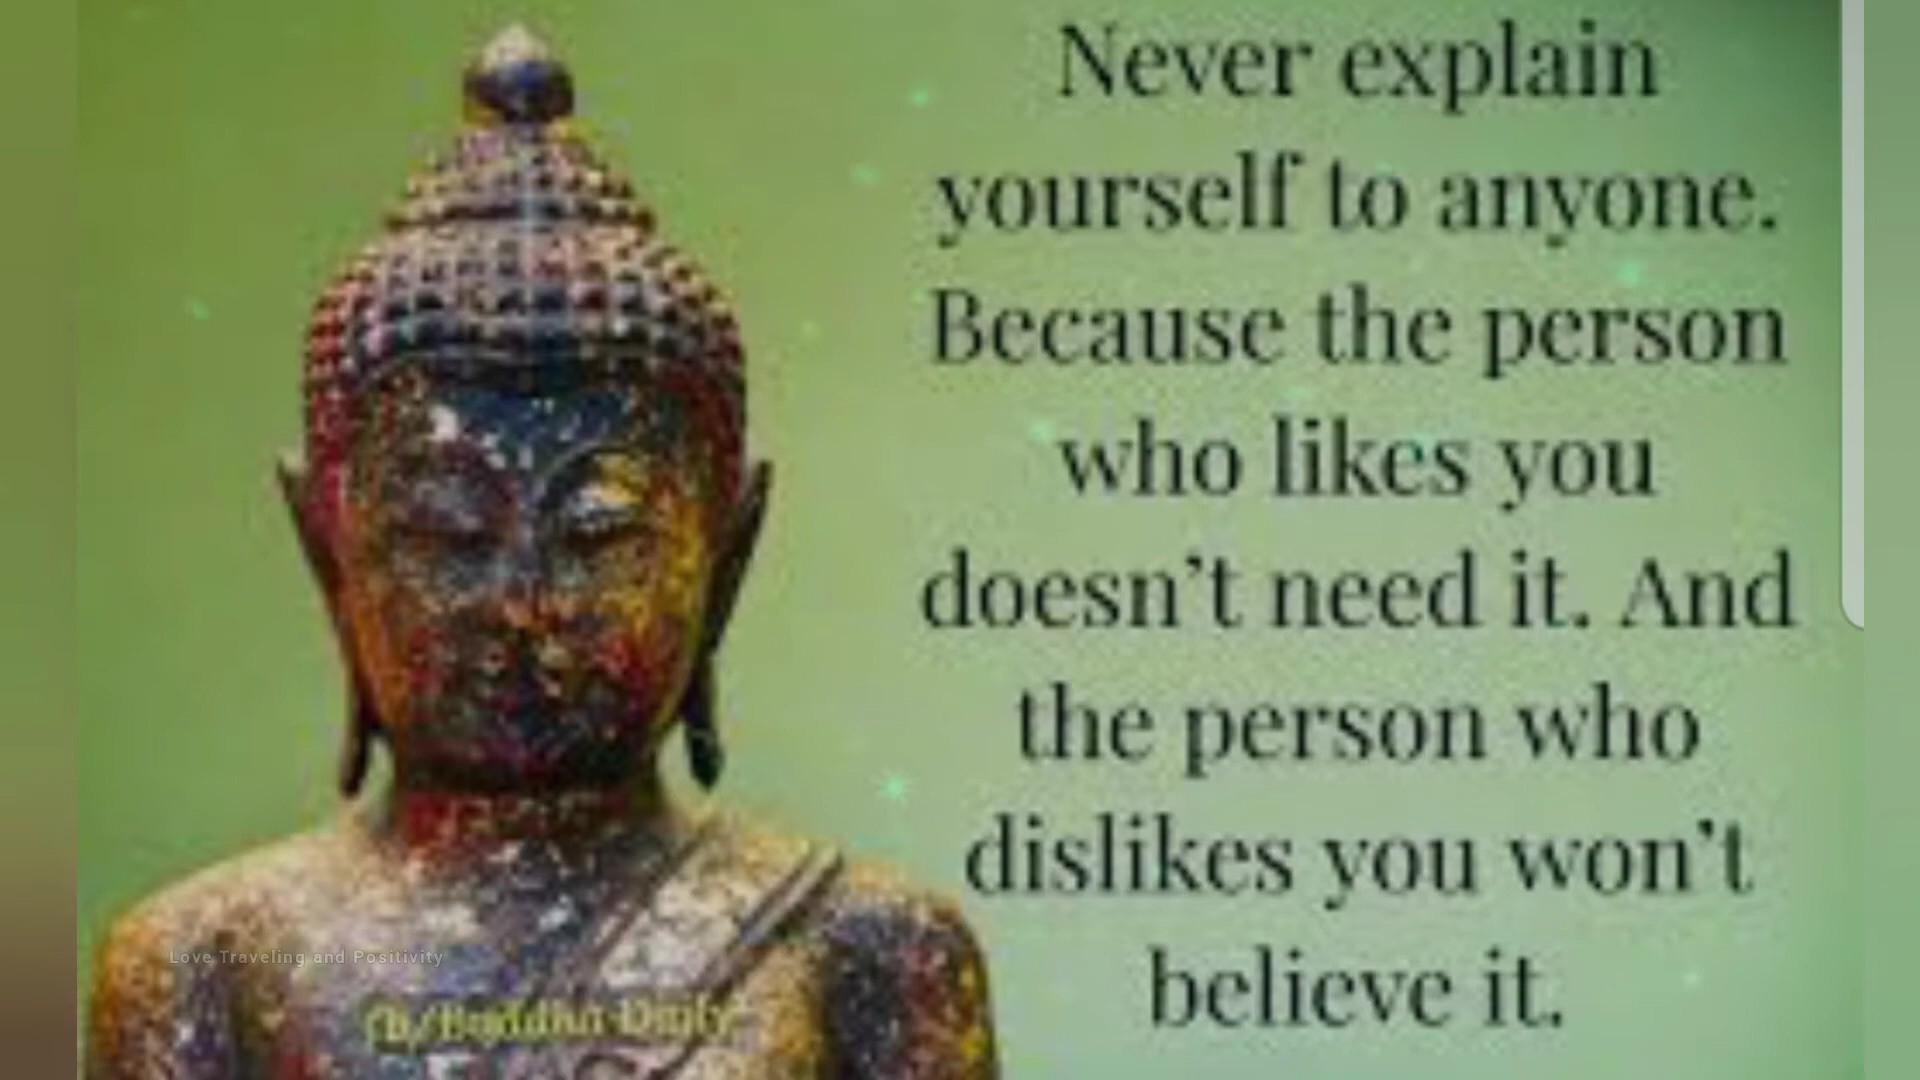 Never explain
yourself to anyone.
Because the person
who likes you
doesn't need it. And
the person who
dislikes you won't
believe it.
Love Traveling and Positivity
Buddha Daily